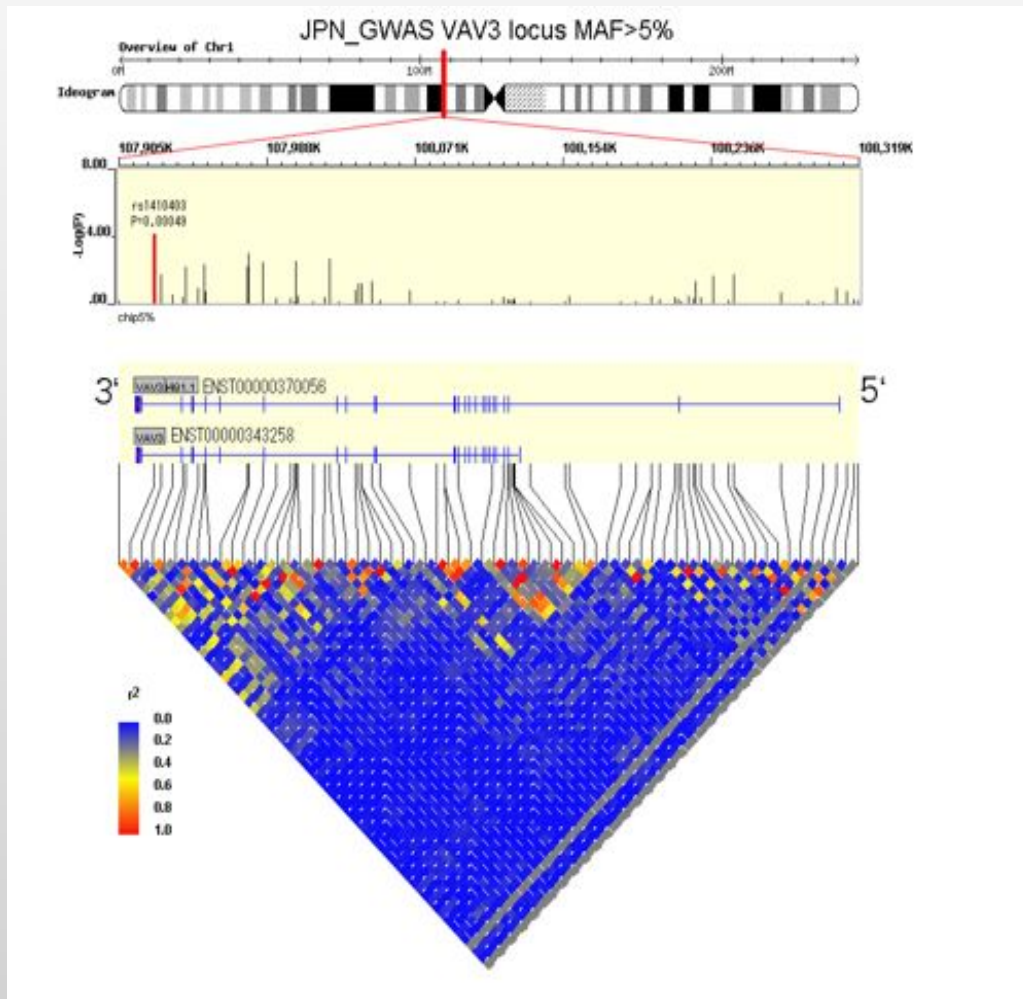 JPN_GWAS VAV3 locus MAF>5%
Overview of Chr1
0M 100M 200M
Ideogram
107,905K 107,988K 108,071K 108,154K 108,236K 108,319K
8.00
rs1410403
P=0.00049
4.00
-Log(P)
.00
chip5%
3' 5'
VAV3 ENST00000370056
VAV3 ENST00000343258
r2
0.0
0.2
0.4
0.6
0.8
1.0